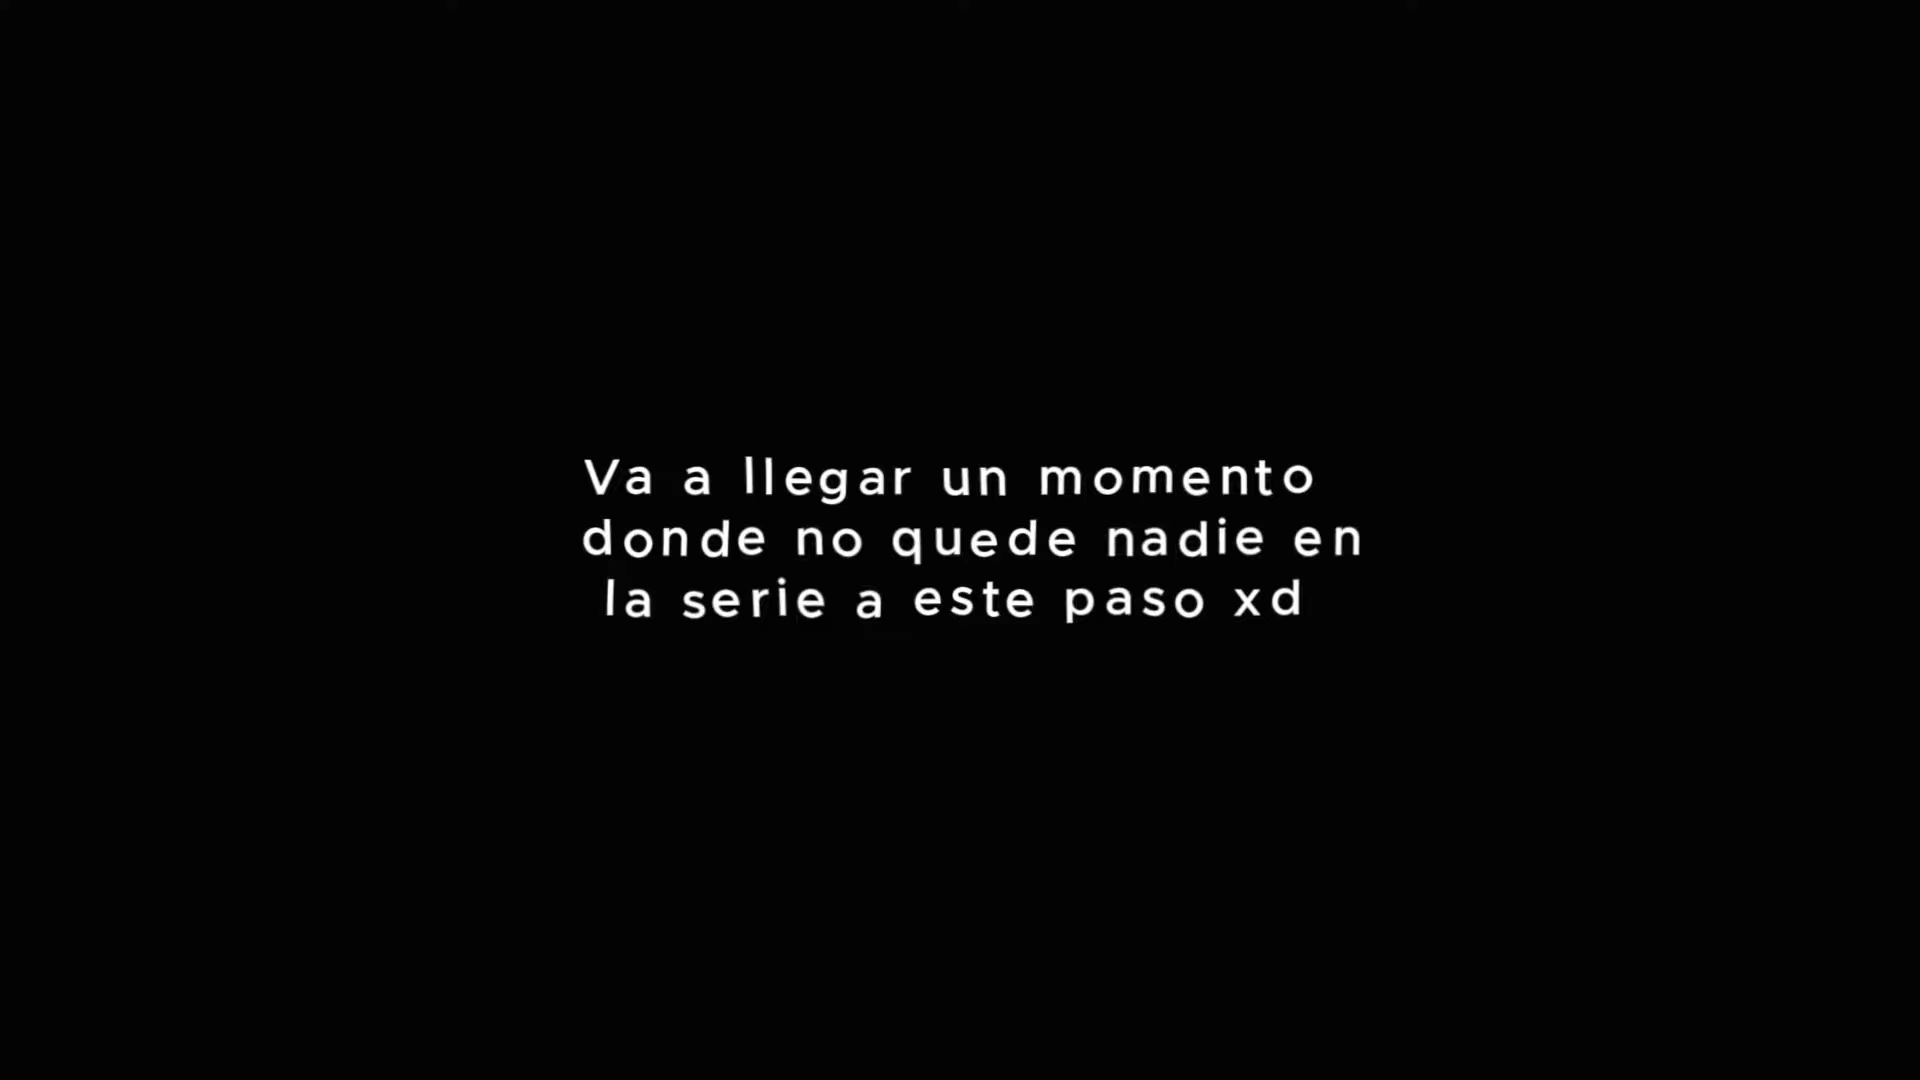 Va a llegar un momento
donde no quede nadie en
la serie a este paso xd